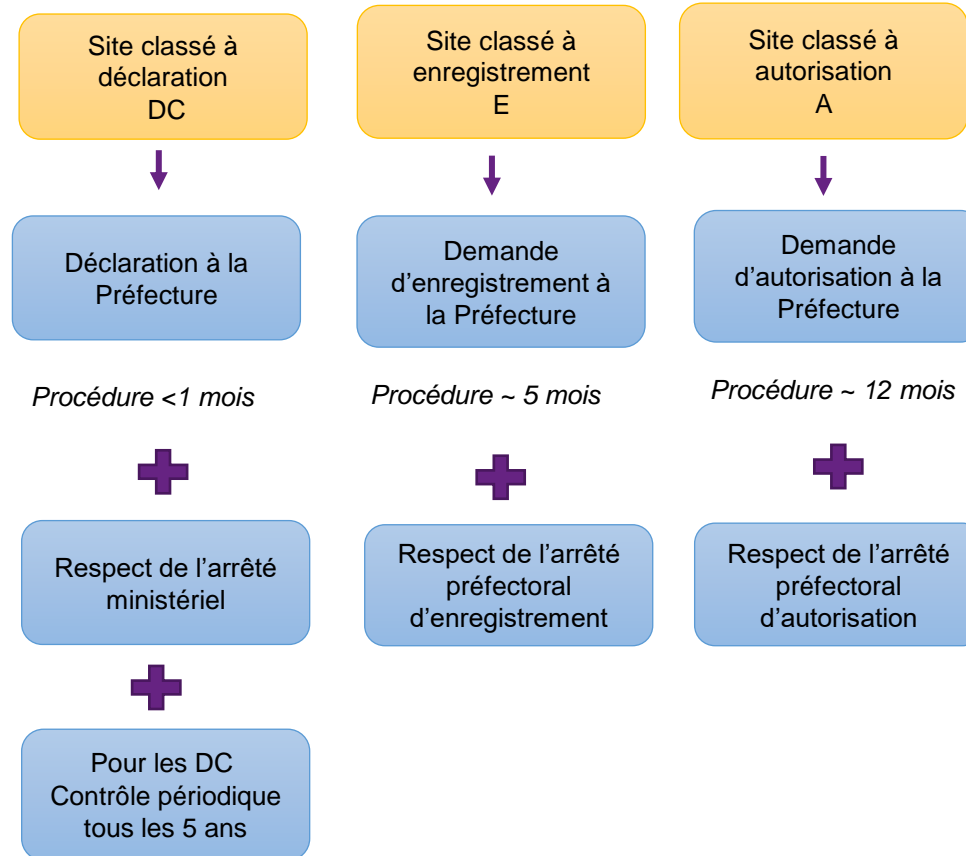 Site classé à
déclaration
DC
Site classé à
enregistrement
E
Site classé à
autorisation
A
Déclaration à la
Préfecture
Demande
d'enregistrement à
la Préfecture
Demande
d'autorisation à la
Préfecture
Procédure <1 mois
Procédure ~ 5 mois
Procédure ~ 12 mois
Respect de l'arrêté
ministériel
Respect de l'arrêté
préfectoral
d'enregistrement
Respect de l'arrêté
préfectoral
d'autorisation
Pour les DC
Contrôle périodique
tous les 5 ans